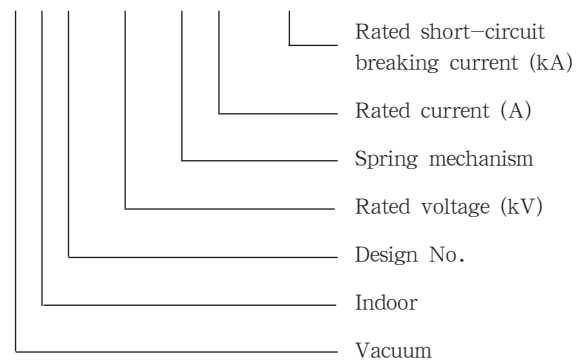 Rated short-circuit
breaking current (kA)
Rated current (A)
Spring mechanism
Rated voltage (kV)
Design No.
Indoor
Vacuum